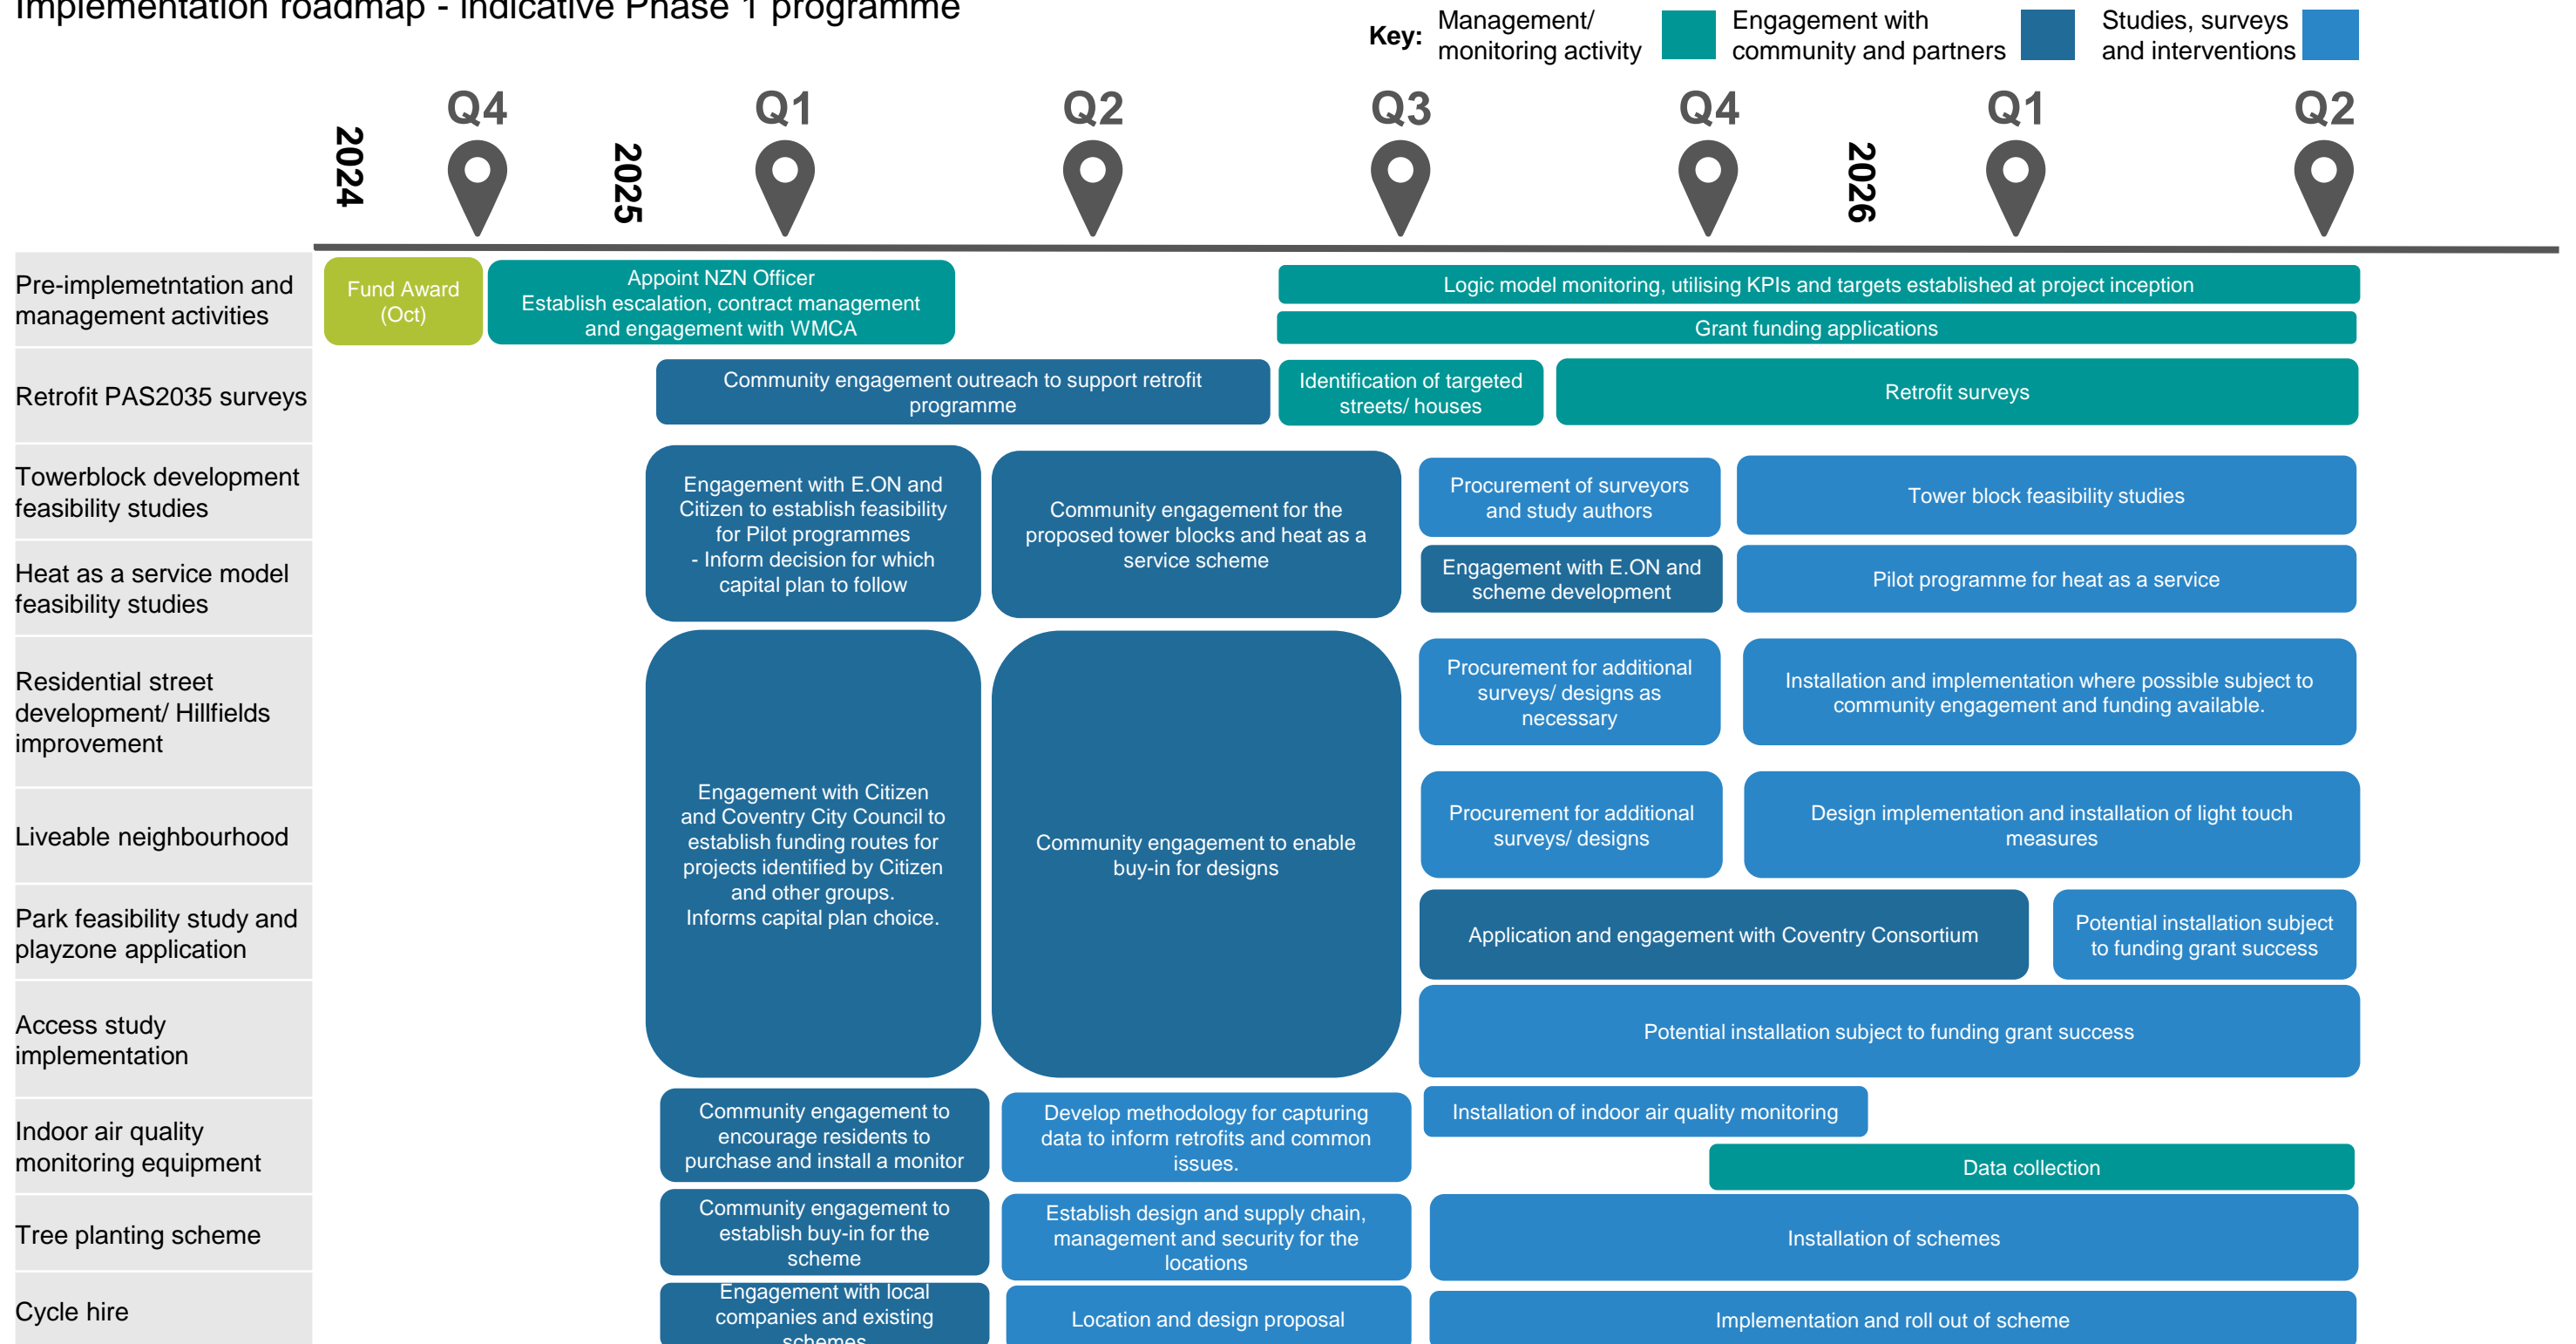 Implementation roadmap - indicative Phase 1 programme
Key:
Management/
monitoring activity
Engagement with
community and partners
Studies, surveys
and interventions
2024
Q4
2025
Q1
Q2
Q3
Q4
2026
Q1
Q2
Pre-implemetntation and
management activities
Fund Award
(Oct)
Appoint NZN Officer
Establish escalation, contract management
and engagement with WMCA
Logic model monitoring, utilising KPIs and targets established at project inception
Grant funding applications
Retrofit PAS2035 surveys
Community engagement outreach to support retrofit
programme
Identification of targeted
streets/ houses
Retrofit surveys
Towerblock development
feasibility studies
Heat as a service model
feasibility studies
Engagement with E.ON and
Citizen to establish feasibility
for Pilot programmes
- Inform decision for which
capital plan to follow
Community engagement for the
proposed tower blocks and heat as a
service scheme
Procurement of surveyors
and study authors
Tower block feasibility studies
Engagement with E.ON and
scheme development
Pilot programme for heat as a service
Residential street
development/ Hillfields
improvement
Liveable neighbourhood
Park feasibility study and
playzone application
Access study
implementation
Engagement with Citizen
and Coventry City Council to
establish funding routes for
projects identified by Citizen
and other groups.
Informs capital plan choice.
Community engagement to enable
buy-in for designs
Procurement for additional
surveys/ designs as
necessary
Installation and implementation where possible subject to
community engagement and funding available.
Procurement for additional
surveys/ designs
Design implementation and installation of light touch
measures
Application and engagement with Coventry Consortium
Potential installation subject
to funding grant success
Potential installation subject to funding grant success
Indoor air quality
monitoring equipment
Community engagement to
encourage residents to
purchase and install a monitor
Develop methodology for capturing
data to inform retrofits and common
issues.
Installation of indoor air quality monitoring
Data collection
Tree planting scheme
Community engagement to
establish buy-in for the
scheme
Establish design and supply chain,
management and security for the
locations
Installation of schemes
Cycle hire
Engagement with local
companies and existing
schemes
Location and design proposal
Implementation and roll out of scheme